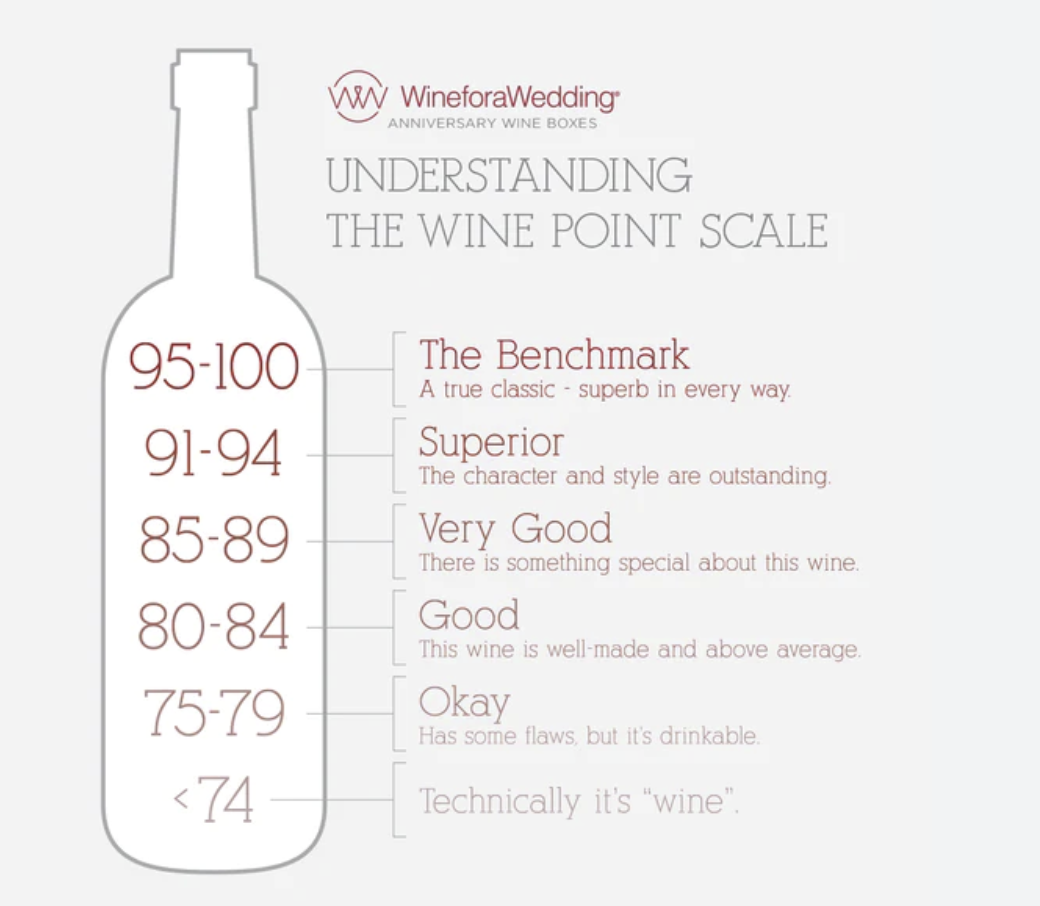 WineforaWedding®
ANNIVERSARY WINE BOXES
UNDERSTANDING
THE WINE POINT SCALE
95-100
The Benchmark
A true classic - superb in every way.
91-94
Superior
The character and style are outstanding.
85-89
Very Good
There is something special about this wine.
80-84
Good
This wine is well-made and above average.
75-79
Okay
Has some flaws, but it's drinkable.
<74
Technically it's “wine”.